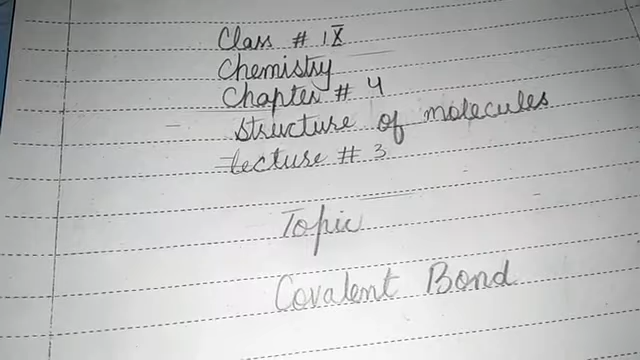 Class # IX
Chemistry
Chapter # 4
Structure of molecules
Lecture # 3
Topic
Covalent Bond